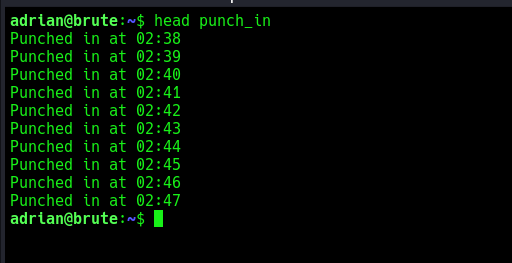 adrian@brute:~$ head punch_in
Punched in at 02:38
Punched in at 02:39
Punched in at 02:40
Punched in at 02:41
Punched in at 02:42
Punched in at 02:43
Punched in at 02:44
Punched in at 02:45
Punched in at 02:46
Punched in at 02:47
adrian@brute:~$